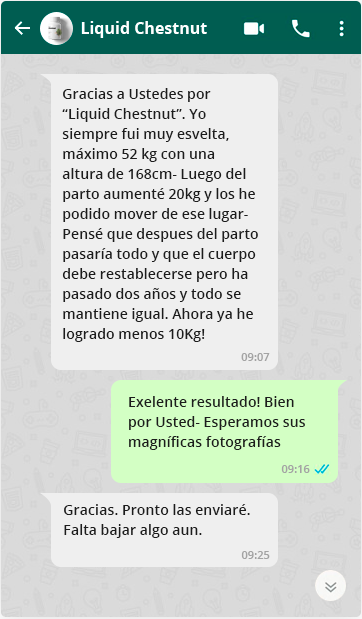 Liquid Chestnut
Gracias a Ustedes por
“Liquid Chestnut”. Yo
siempre fui muy esvelta,
máximo 52 kg con una
altura de 168cm- Luego del
parto aumenté 20kg y los he
podido mover de ese lugar-
Pensé que despues del parto
pasaría todo y que el cuerpo
debe restablecerse pero ha
pasado dos años y todo se
mantiene igual. Ahora ya he
logrado menos 10Kg!
09:07
Exelente resultado! Bien
por Usted- Esperamos sus
magníficas fotografías
09:16
Gracias. Pronto las enviaré.
Falta bajar algo aun.
09:25